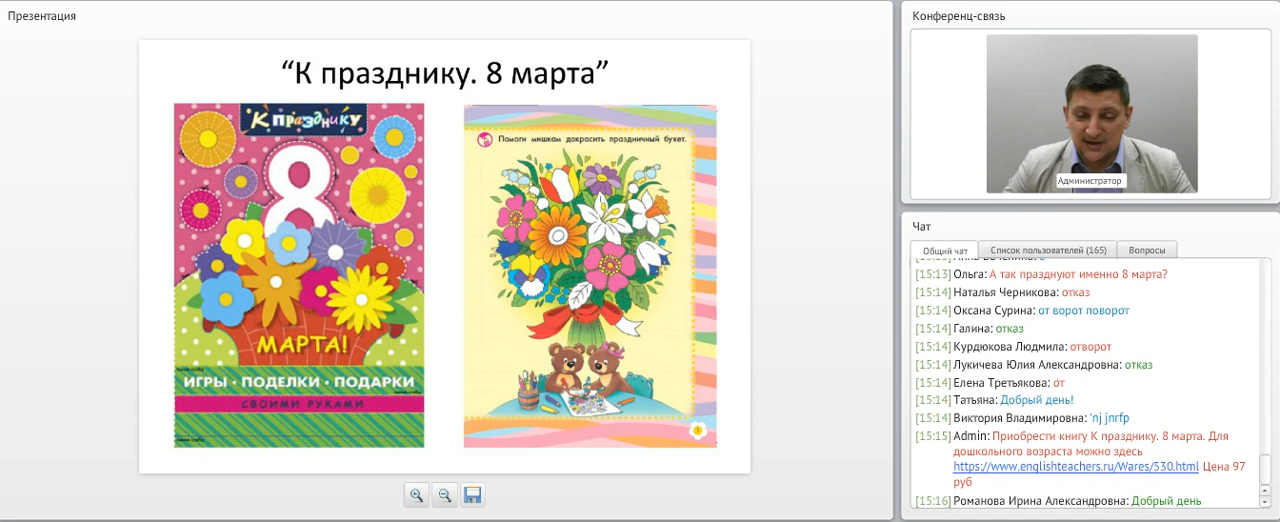 Презентация
“К празднику. 8 марта”
К празднику
8
МАРТА!
ИГРЫ • ПОДЕЛКИ • ПОДАРКИ
СВОИМИ РУКАМИ
Помоги мишкам докрасить праздничный букет.
1
Конференц-связь
Администратор
Чат
Общий чат
Список пользователей (165)
Вопросы
[15:13] Ольга: А так празднуют именно 8 марта?
[15:14] Наталья Черникова: отказ
[15:14] Оксана Сурина: от ворот поворот
[15:14] Галина: отказ
[15:14] Курдюкова Людмила: отворот
[15:14] Лукичева Юлия Александровна: отказ
[15:14] Елена Третьякова: от
[15:14] Татьяна: Добрый день!
[15:14] Виктория Владимировна: 'nj jnrfp
[15:15] Admin: Приобрести книгу К празднику. 8 марта. Для
дошкольного возраста можно здесь
https://www.englishteachers.ru/Wares/530.html Цена 97
руб
[15:16] Романова Ирина Александровна: Добрый день